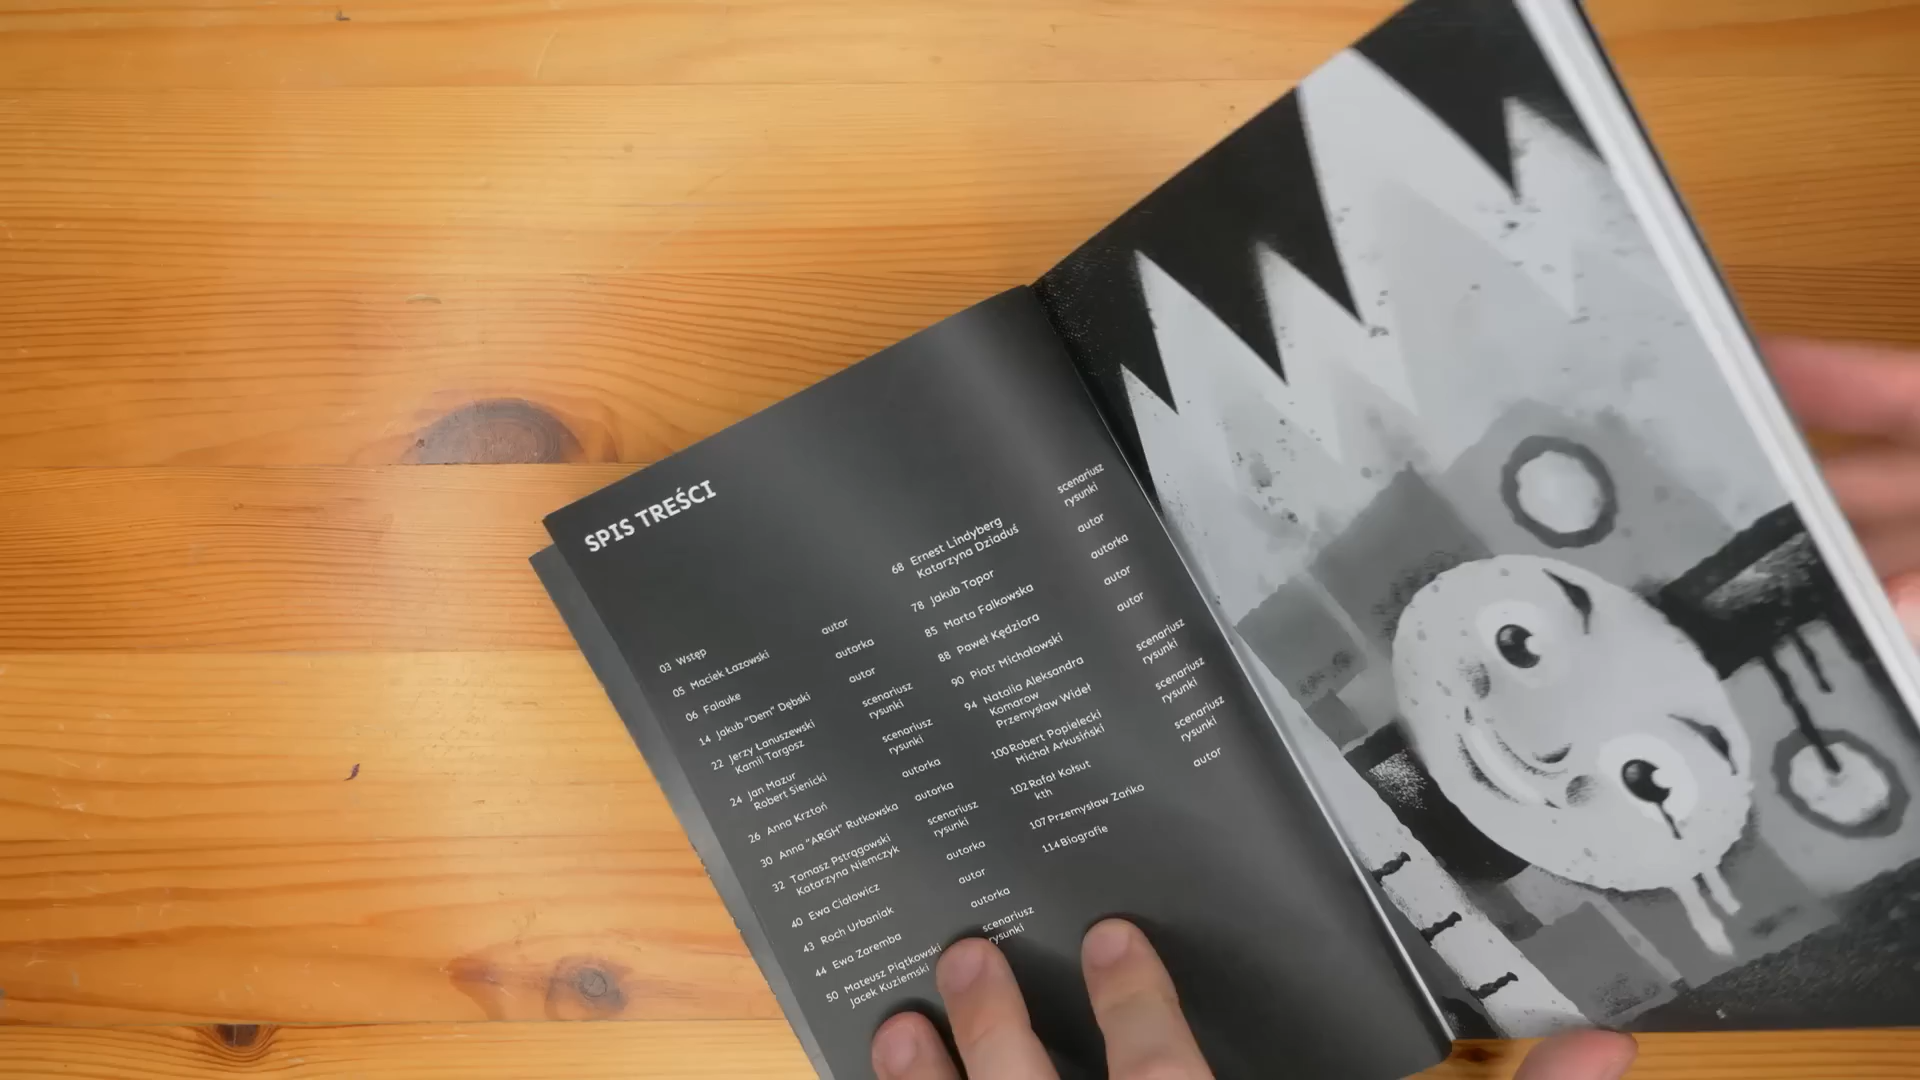 SPIS TREŚCI
03 Wstęp
05 Maciek Łazowski autor
06 Falauke autorka
14 Jakub "Dem" Dębski autor
22 Jerzy Łanuszewski scenariusz
Kamil Targosz rysunki
24 Jan Mazur scenariusz
Robert Sienicki rysunki
26 Anna Krztoń autorka
30 Anna "ARGH" Rutkowska autorka
32 Tomasz Pstrągowski scenariusz
Katarzyna Niemczyk rysunki
40 Ewa Ciałowicz autorka
43 Roch Urbaniak autor
44 Ewa Zaremba autorka
50 Mateusz Piątkowski scenariusz
Jacek Kuziemski rysunki
68 Ernest Lindyberg scenariusz
Katarzyna Dziaduś rysunki
78 Jakub Topor autor
85 Marta Falkowska autorka
88 Paweł Kędziora autor
90 Piotr Michałowski autor
94 Natalia Aleksandra scenariusz
Komarow rysunki
Przemysław Wideł
100 Robert Popielecki scenariusz
Michał Arkusiński rysunki
102 Rafał Kołsut scenariusz
kth rysunki
107 Przemysław Zańko autor
114 Biografie